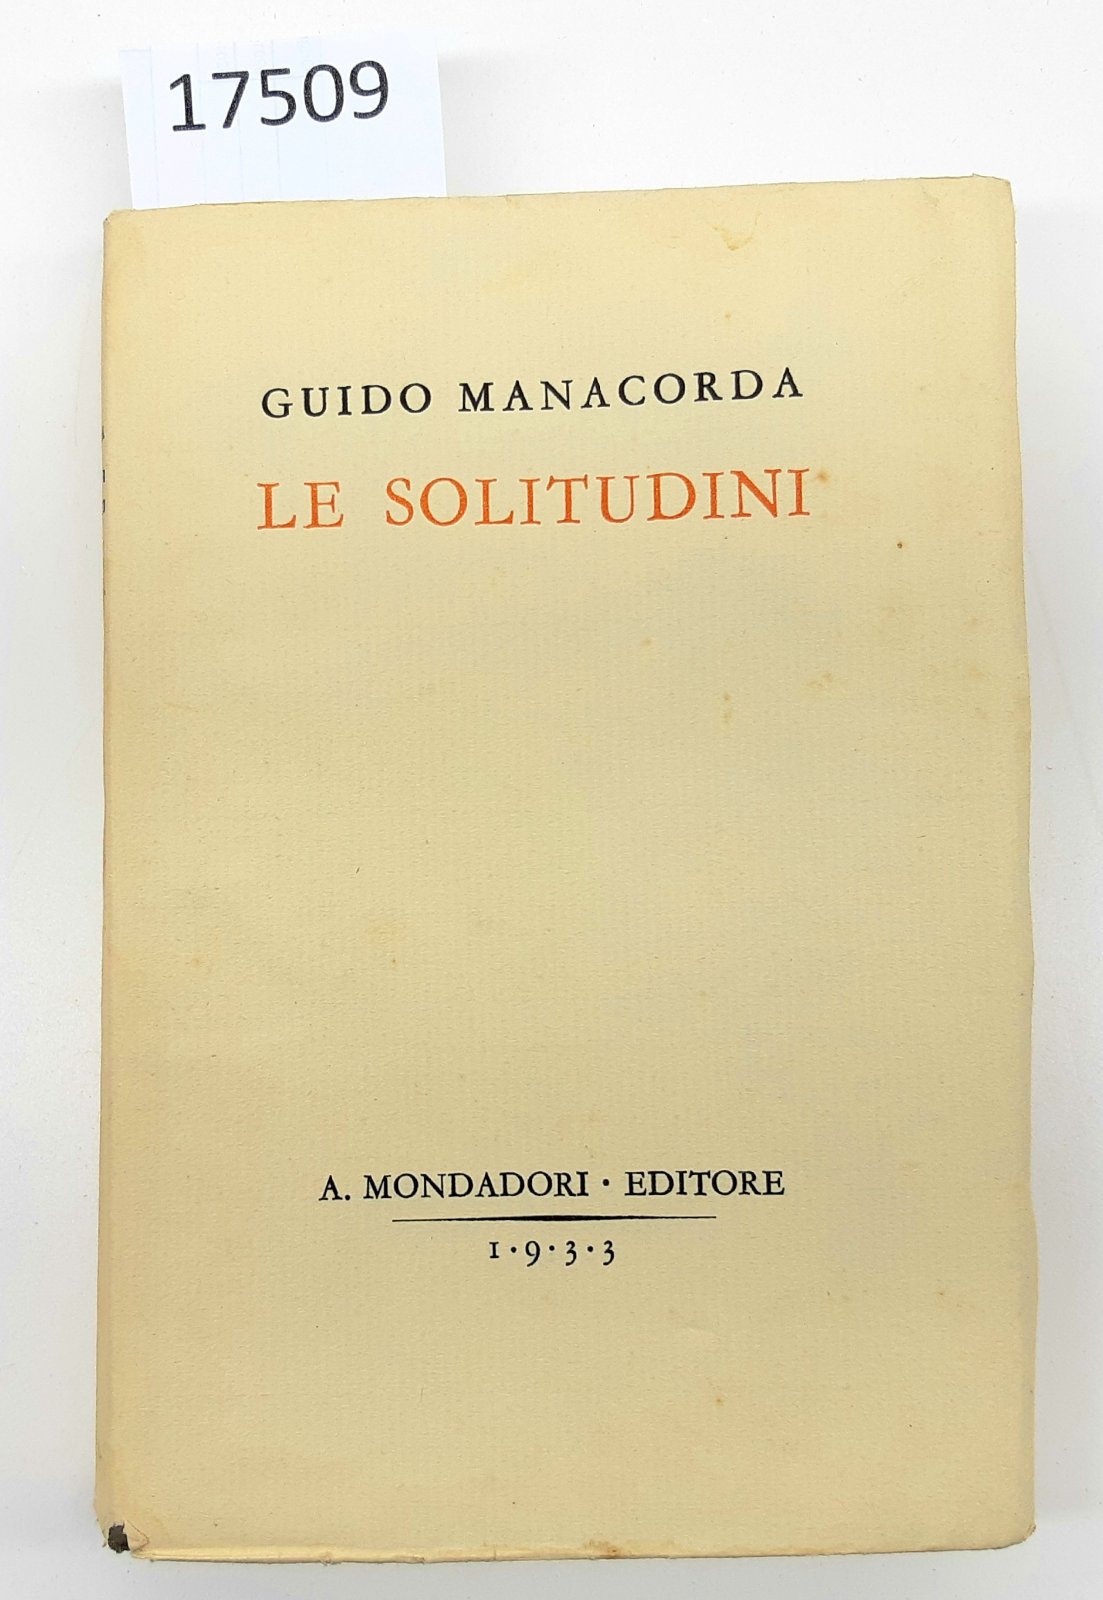 17509
GUIDO MANACORDA
LE SOLITUDINI
A. MONDADORI · EDITORE
1·9·3·3